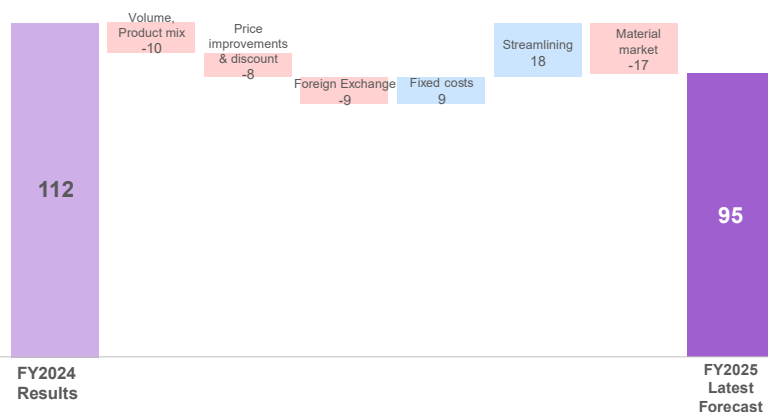 Volume,
Product mix
-10
Price
improvements
& discount
-8
Foreign Exchange
-9
Fixed costs
9
Streamlining
18
Material
market
-17
112
95
FY2024
Results
FY2025
Latest
Forecast